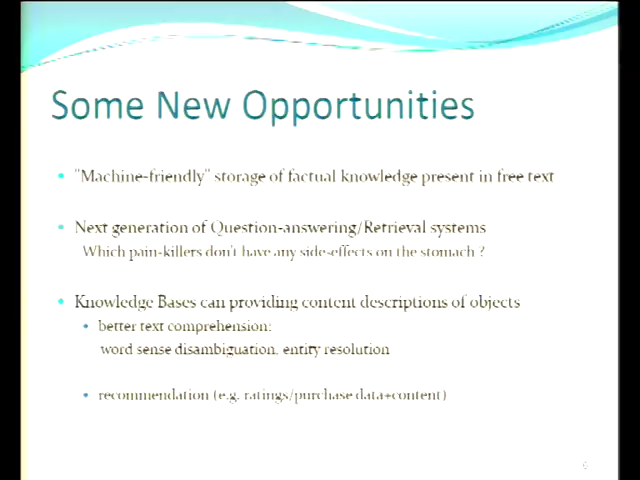 Some New Opportunities
"Machine-friendly" storage of factual knowledge present in free text
Next generation of Question-answering/Retrieval systems
Which pain-killers don't have any side-effects on the stomach ?
Knowledge Bases can providing content descriptions of objects
better text comprehension:
word sense disambiguation, entity resolution
recommendation (e.g. ratings/purchase data+content)
6